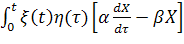 ∫₀ᵗ ξ(t)η(τ) [α dX/dτ − βX]